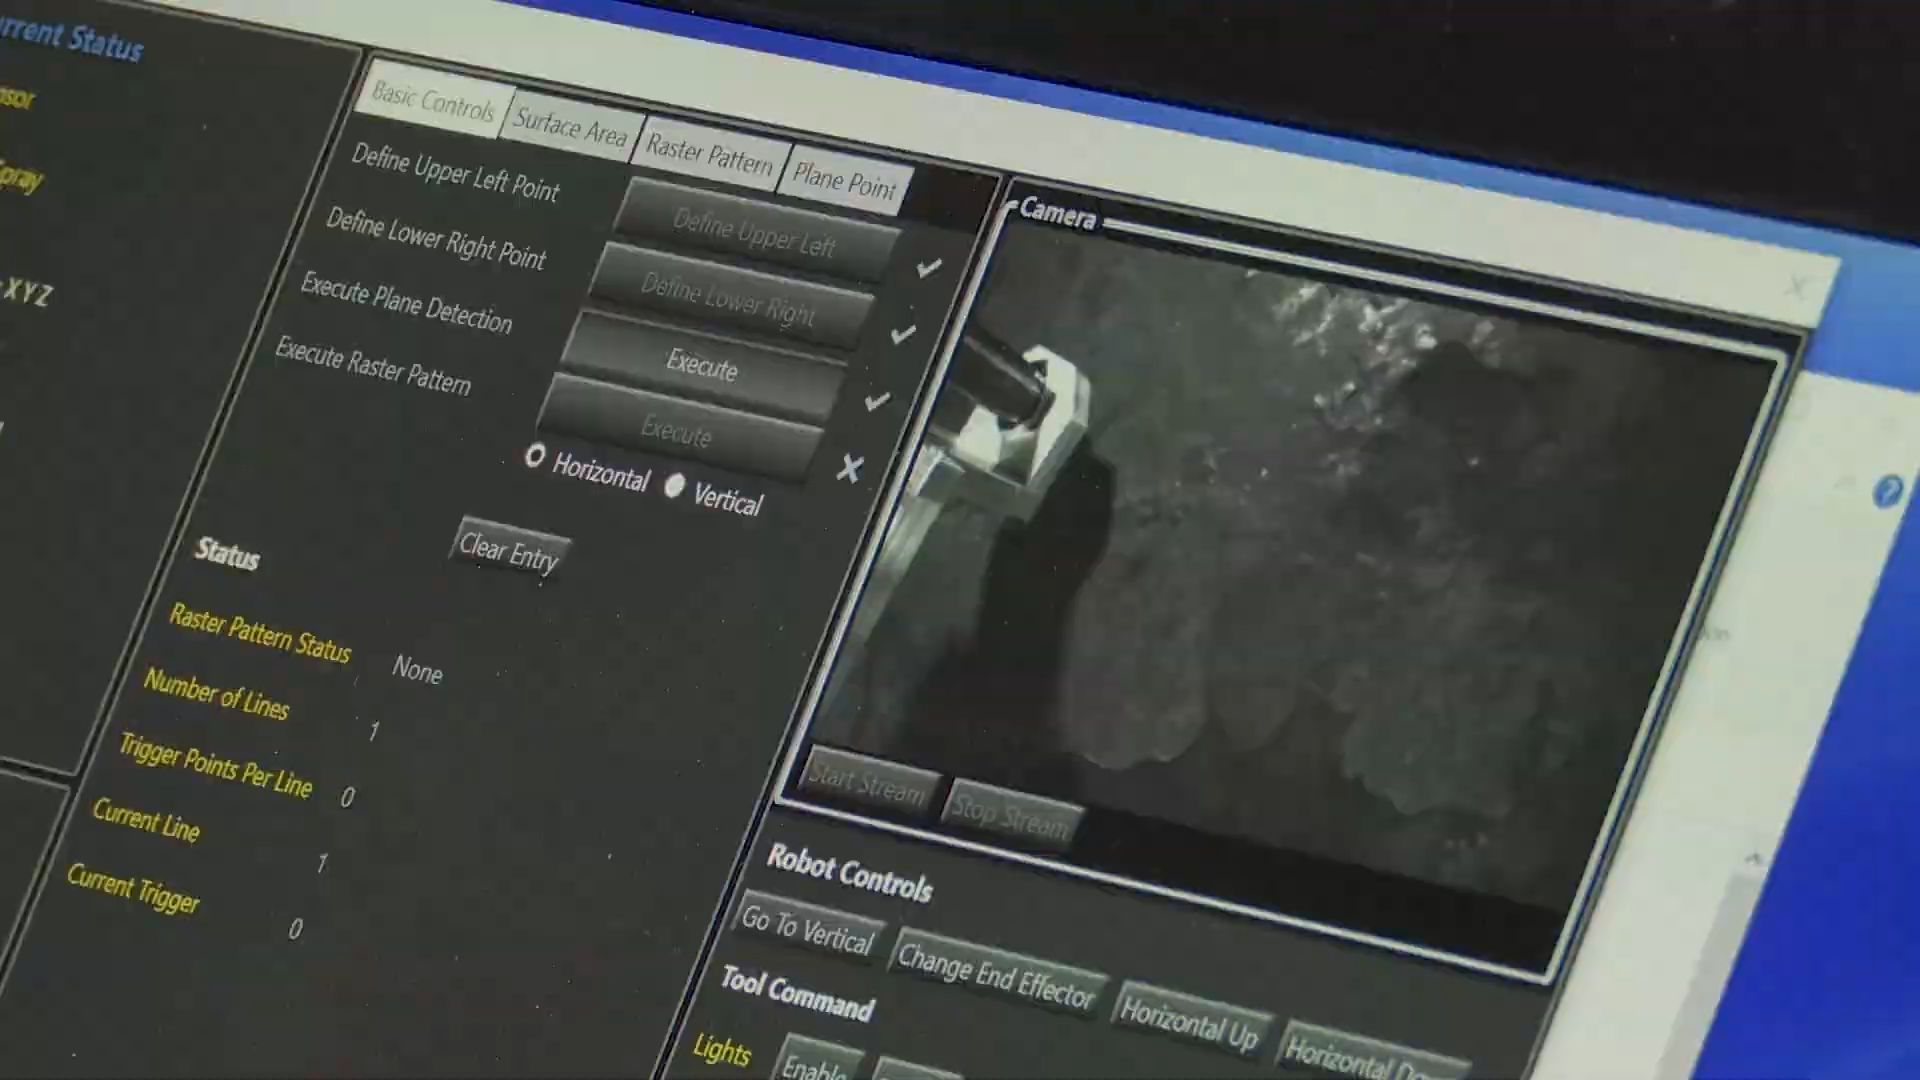 Status
XYZ
Basic Controls
Surface Area
Raster Pattern
Plane Point
Define Upper Left Point
Define Upper Left
Define Lower Right Point
Define Lower Right
Execute Plane Detection
Execute
Execute Raster Pattern
Execute
Horizontal
Vertical
Clear Entry
Status
Raster Pattern Status
None
Number of Lines
1
Trigger Points Per Line
0
Current Line
1
Current Trigger
0
Camera
Start Stream
Stop Stream
Robot Controls
Go To Vertical
Change End Effector
Horizontal Up
Horizontal
Tool Command
Lights
Enable
?